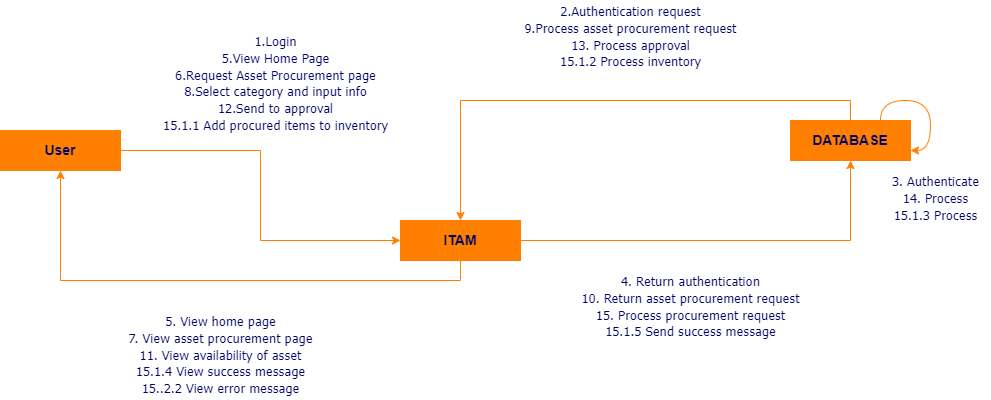 2.Authentication request
9.Process asset procurement request
13. Process approval
15.1.2 Process inventory
1.Login
5.View Home Page
6.Request Asset Procurement page
8.Select category and input info
12.Send to approval
15.1.1 Add procured items to inventory
User
DATABASE
3. Authenticate
14. Process
15.1.3 Process
ITAM
4. Return authentication
10. Return asset procurement request
15. Process procurement request
15.1.5 Send success message
5. View home page
7. View asset procurement page
11. View availability of asset
15.1.4 View success message
15..2.2 View error message